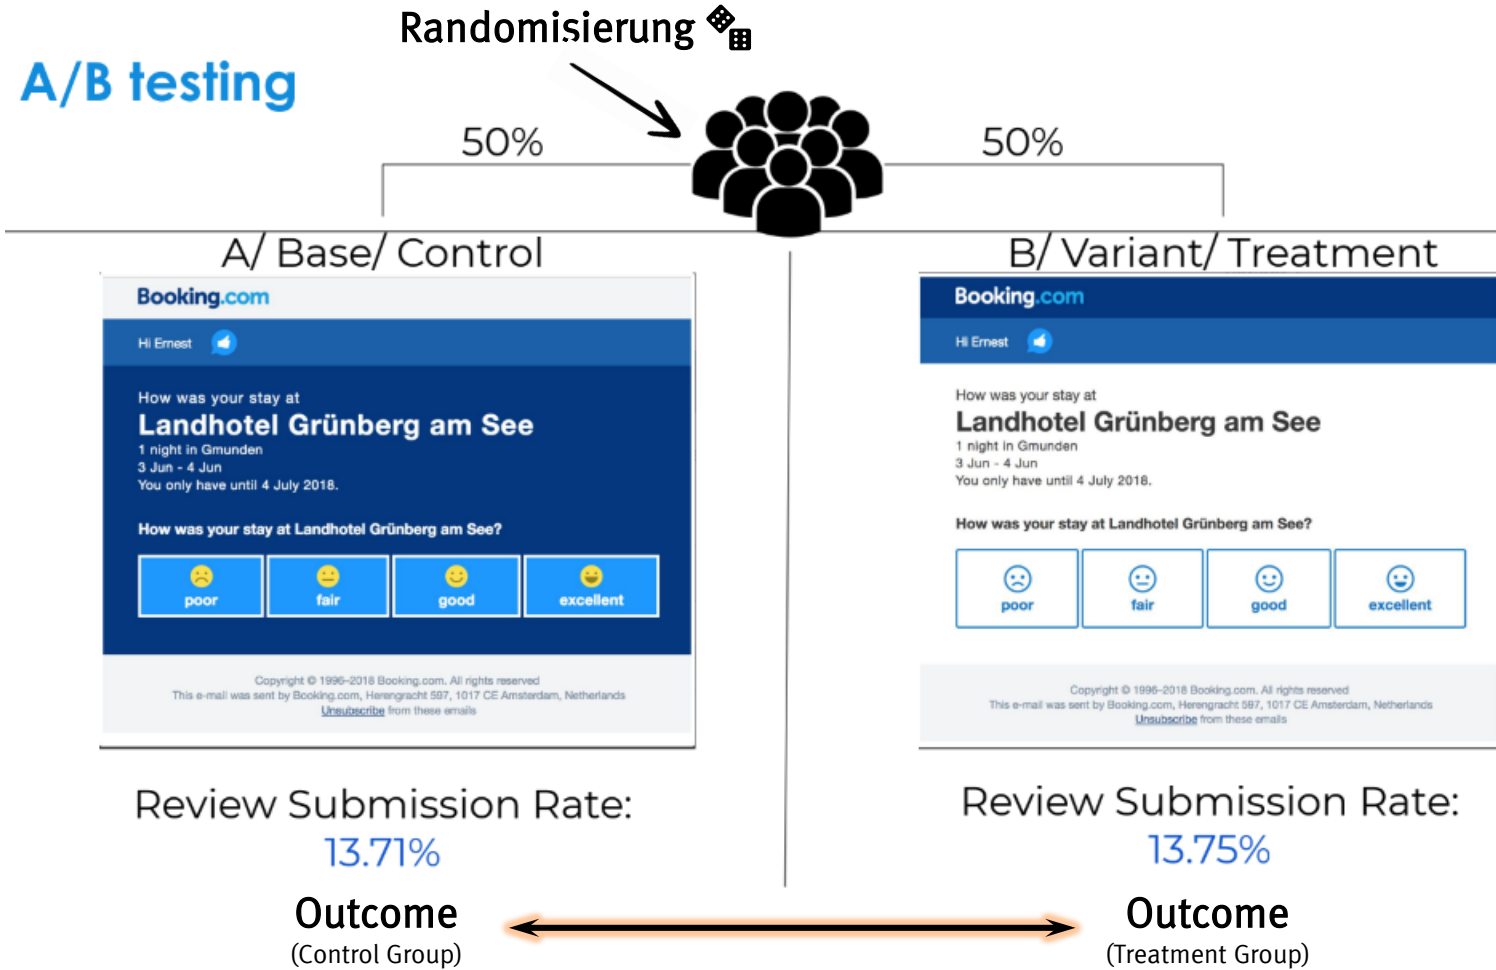 Randomisierung
A/B testing
50%
50%
A/ Base/ Control
Booking.com
Hi Ernest
How was your stay at
Landhotel Grünberg am See
1 night in Gmunden
3 Jun - 4 Jun
You only have until 4 July 2018.
How was your stay at Landhotel Grünberg am See?
poor
fair
good
excellent
Copyright © 1996–2018 Booking.com. All rights reserved
This e-mail was sent by Booking.com, Herengracht 597, 1017 CE Amsterdam, Netherlands
Unsubscribe from these emails
Review Submission Rate:
13.71%
Outcome
(Control Group)
B/ Variant/ Treatment
Booking.com
Hi Ernest
How was your stay at
Landhotel Grünberg am See
1 night in Gmunden
3 Jun - 4 Jun
You only have until 4 July 2018.
How was your stay at Landhotel Grünberg am See?
poor
fair
good
excellent
Copyright © 1996–2018 Booking.com. All rights reserved
This e-mail was sent by Booking.com, Herengracht 597, 1017 CE Amsterdam, Netherlands
Unsubscribe from these emails
Review Submission Rate:
13.75%
Outcome
(Treatment Group)